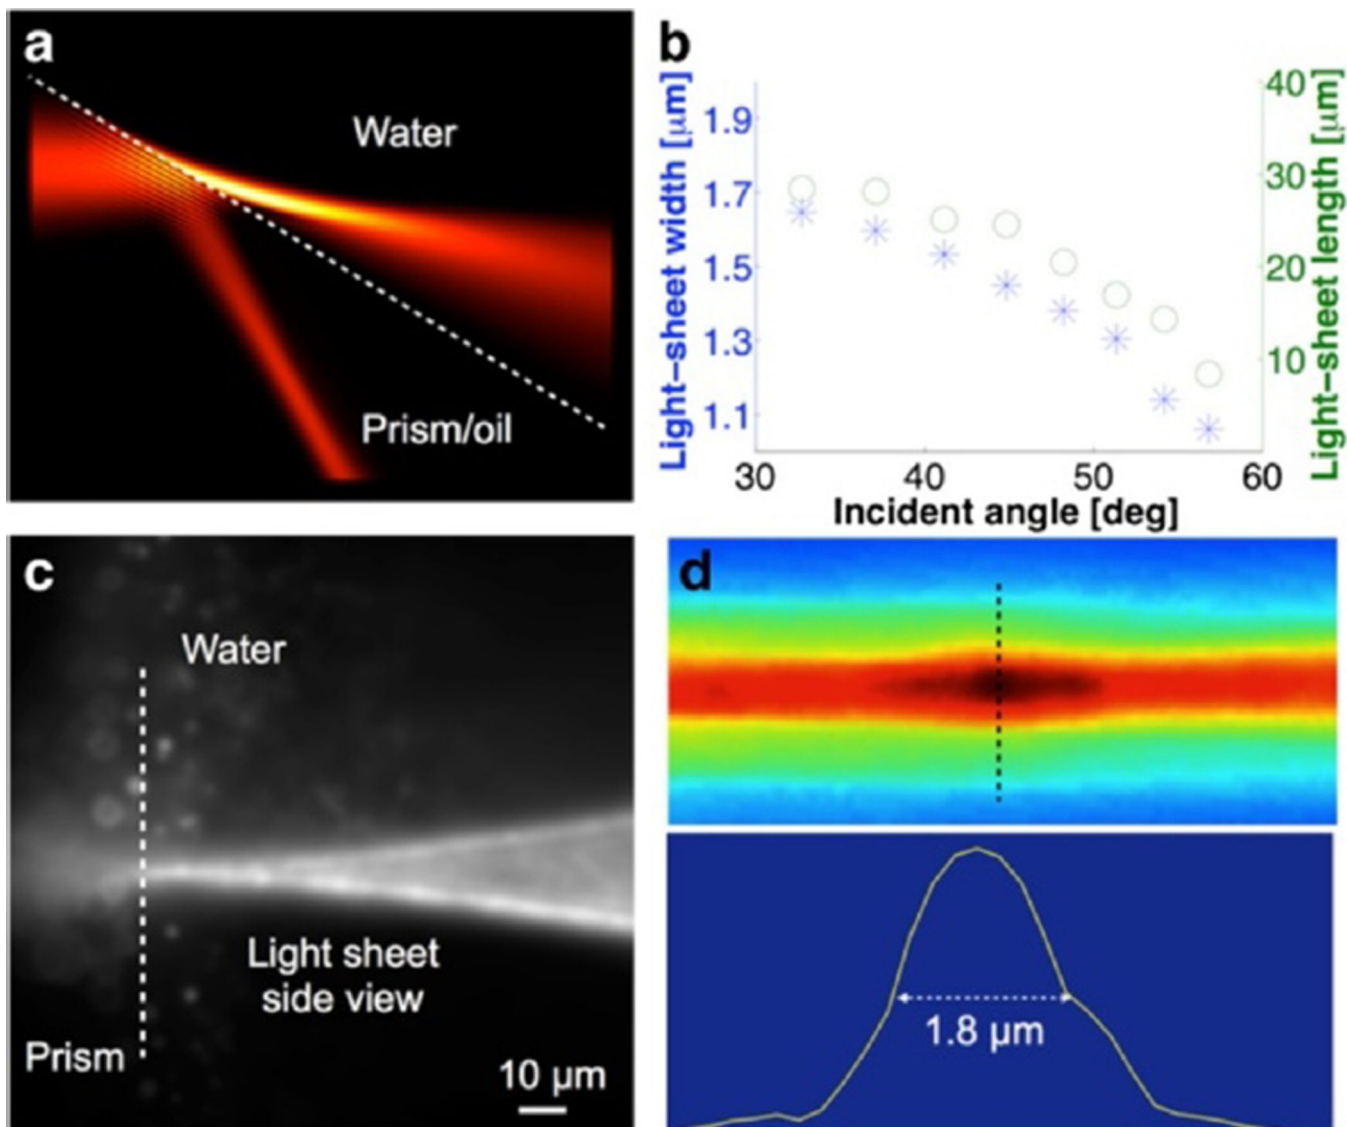 a
Water
Prism/oil
b
Light-sheet width [μm]
1.9
1.7
1.5
1.3
1.1
40
30
20
10
Light-sheet length [μm]
30 40 50 60
Incident angle [deg]
c
Water
Light sheet
side view
Prism
10 μm
d
1.8 μm